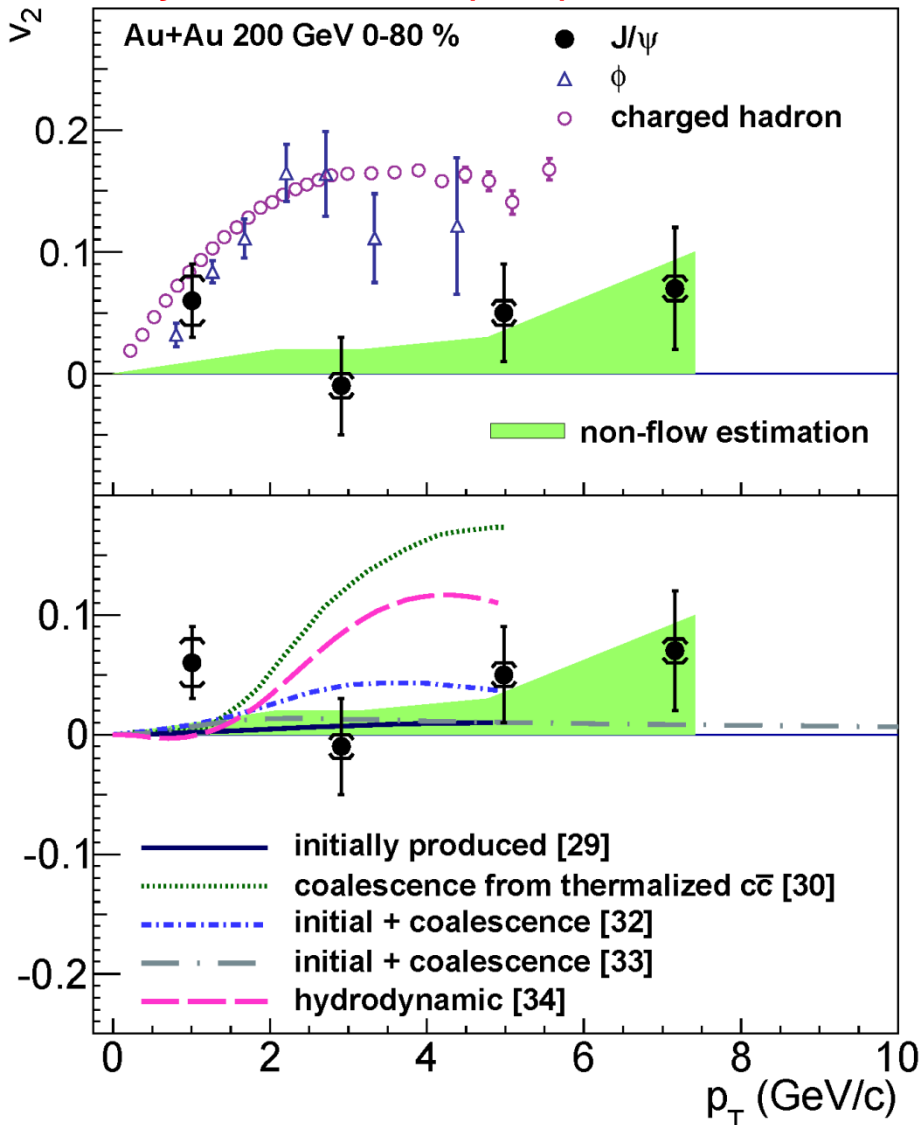 v₂
Au+Au 200 GeV 0-80 %
J/ψ
ϕ
charged hadron
0.2
0.1
0
non-flow estimation
0.1
0
-0.1
-0.2
initially produced [29]
coalescence from thermalized cc̅ [30]
initial + coalescence [32]
initial + coalescence [33]
hydrodynamic [34]
0 2 4 6 8 10
p_T (GeV/c)